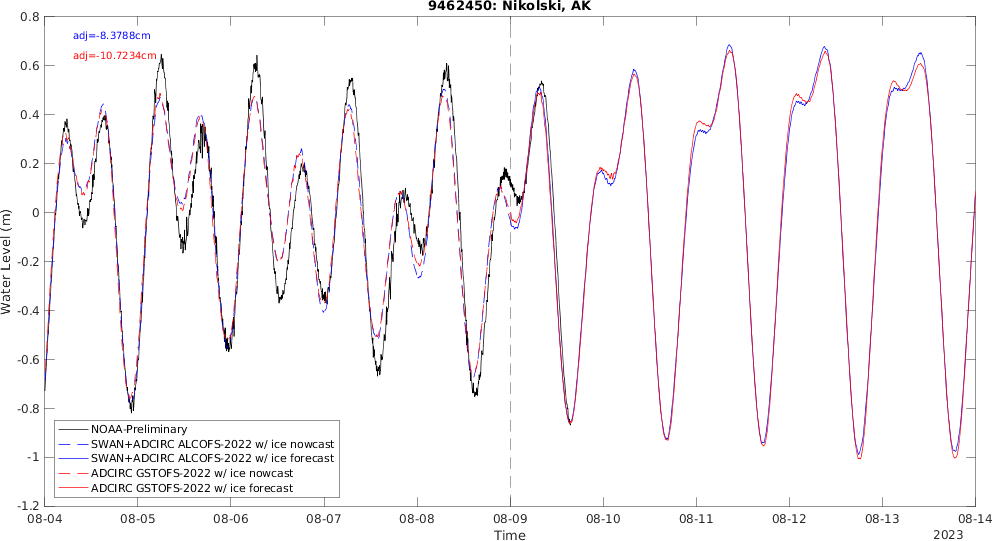 9462450: Nikolski, AK
adj=-8.3788cm
adj=-10.7234cm
Water Level (m)
0.8
0.6
0.4
0.2
0
-0.2
-0.4
-0.6
-0.8
-1
-1.2
NOAA-Preliminary
SWAN+ADCIRC ALCOFS-2022 w/ ice nowcast
SWAN+ADCIRC ALCOFS-2022 w/ ice forecast
ADCIRC GSTOFS-2022 w/ ice nowcast
ADCIRC GSTOFS-2022 w/ ice forecast
08-04 08-05 08-06 08-07 08-08 08-09 08-10 08-11 08-12 08-13 08-14
Time
2023